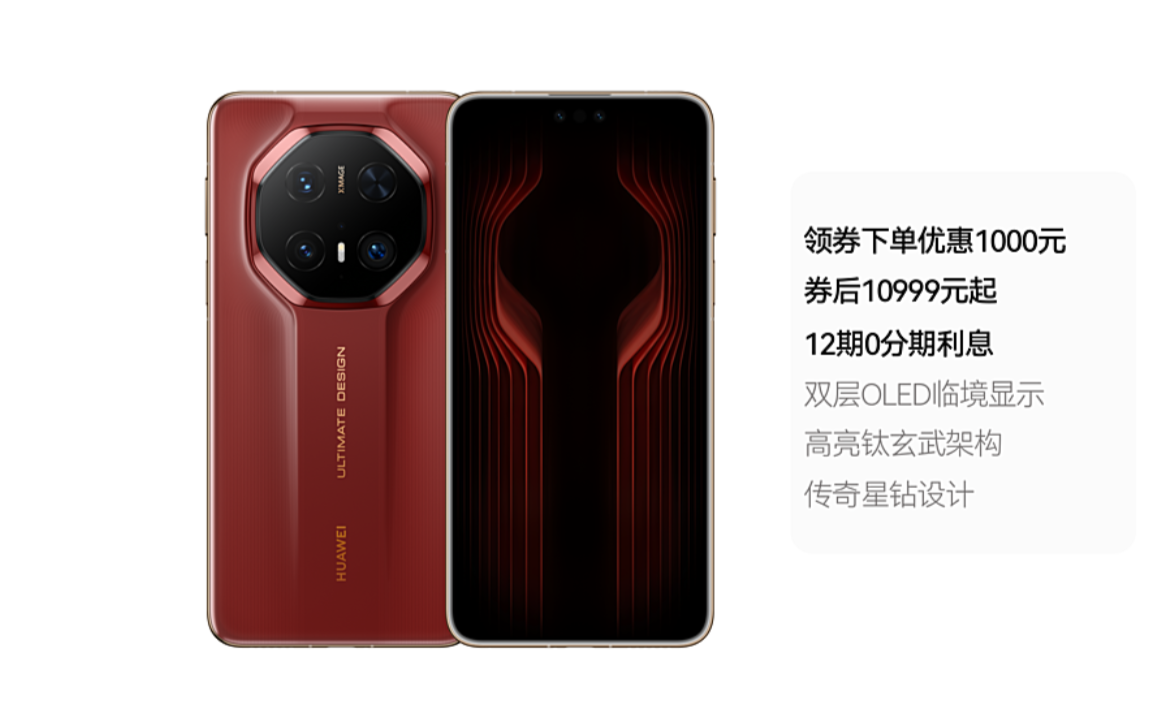 XMAGE
ULTIMATE DESIGN
HUAWEI
领券下单优惠1000元
券后10999元起
12期0分期利息
双层OLED临境显示
高亮钛玄武架构
传奇星钻设计